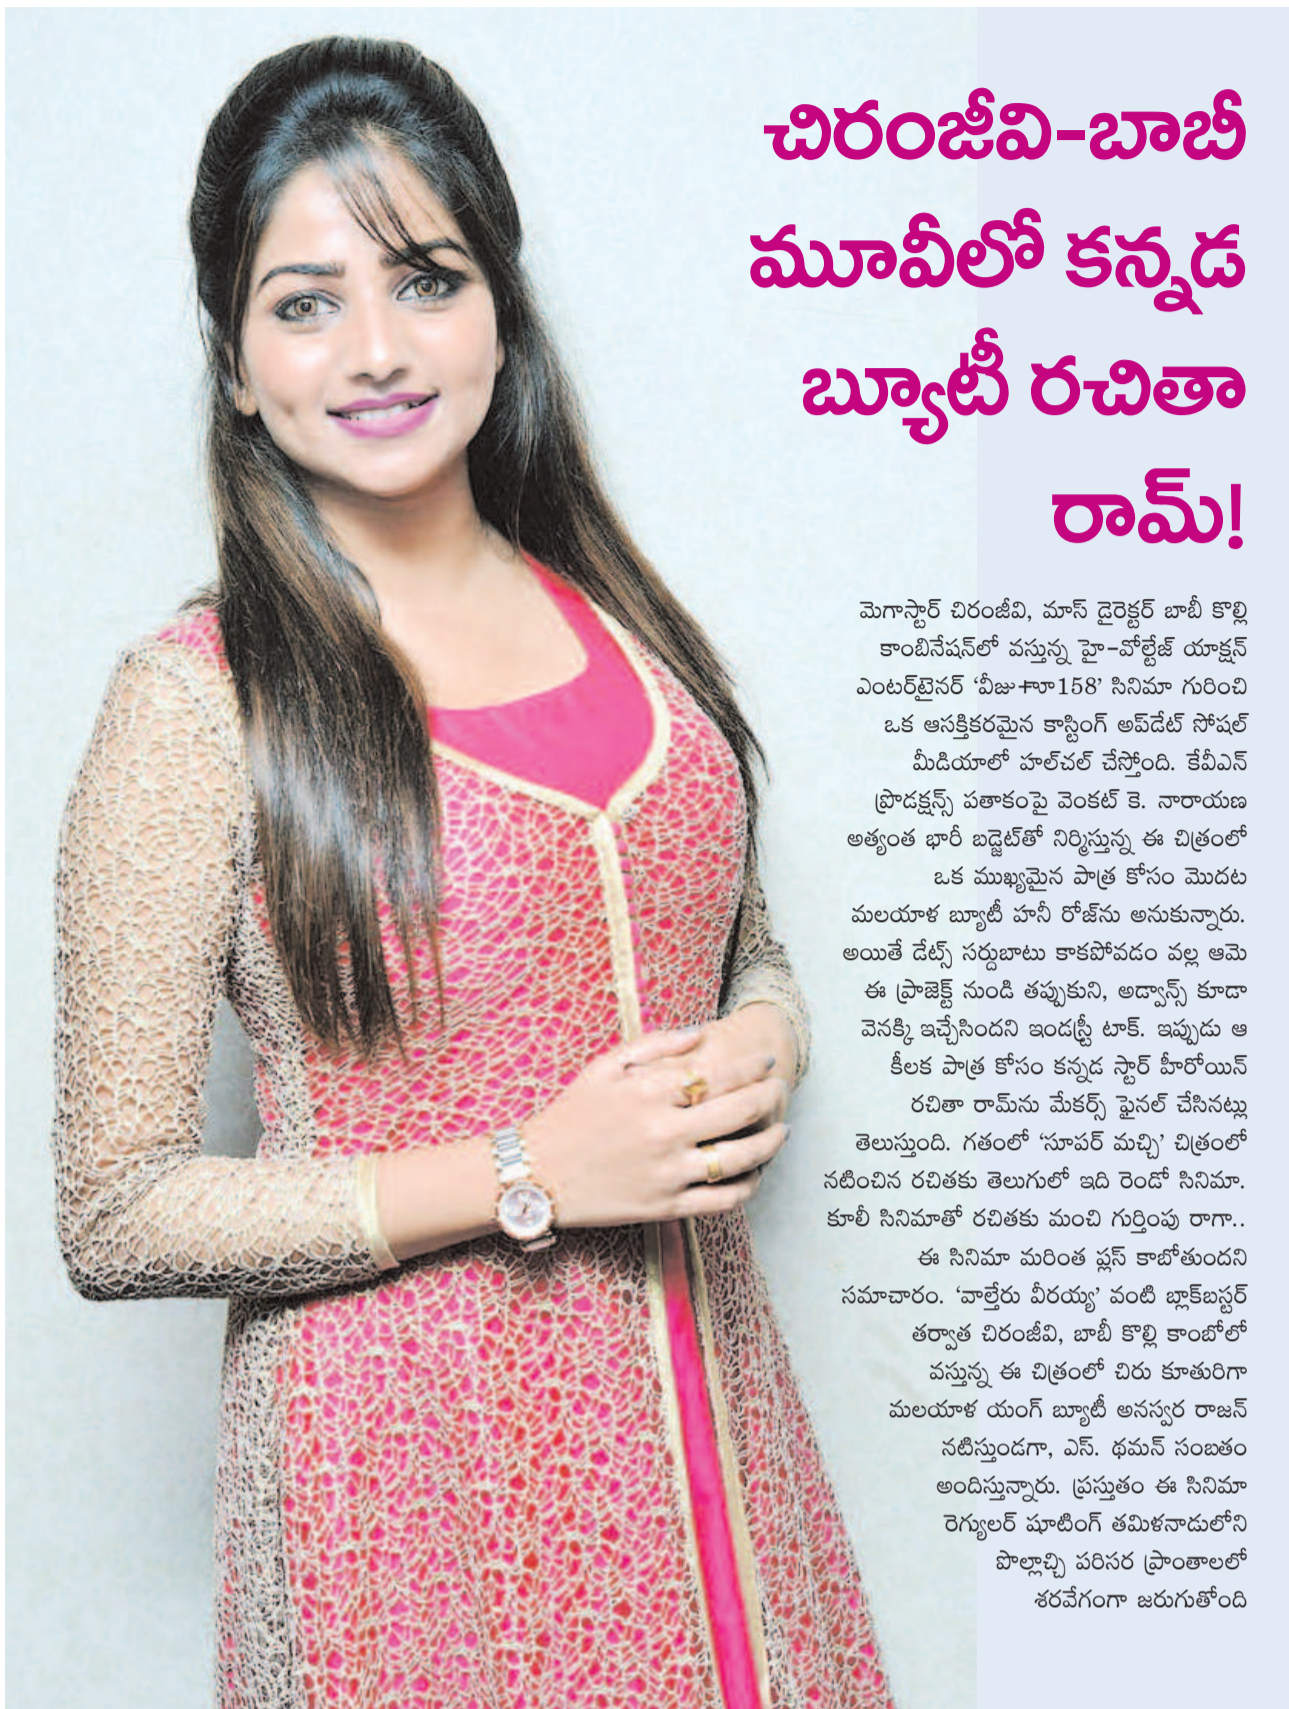 చిరంజీవి-బాబీ
మూవీలో కన్నడ
బ్యూటీ రచితా
రామ్!
మెగాస్టార్ చిరంజీవి, మాస్ డైరెక్టర్ బాబీ కొల్లి
కాంబినేషన్‌లో వస్తున్న హై-వోల్టేజ్ యాక్షన్
ఎంటర్‌టైనర్ ‘వీజు+రూ158’ సినిమా గురించి
ఒక ఆసక్తికరమైన కాస్టింగ్ అప్‌డేట్ సోషల్
మీడియాలో హల్‌చల్ చేస్తోంది. కేవీఎన్
ప్రొడక్షన్స్ పతాకంపై వెంకట్ కె. నారాయణ
అత్యంత భారీ బడ్జెట్‌తో నిర్మిస్తున్న ఈ చిత్రంలో
ఒక ముఖ్యమైన పాత్ర కోసం మొదట
మలయాళ బ్యూటీ హనీ రోజ్‌ను అనుకున్నారు.
అయితే డేట్స్ సర్దుబాటు కాకపోవడం వల్ల ఆమె
ఈ ప్రాజెక్ట్ నుండి తప్పుకుని, అడ్వాన్స్ కూడా
వెనక్కి ఇచ్చేసిందని ఇండస్ట్రీ టాక్. ఇప్పుడు ఆ
కీలక పాత్ర కోసం కన్నడ స్టార్ హీరోయిన్
రచితా రామ్‌ను మేకర్స్ ఫైనల్ చేసినట్లు
తెలుస్తుంది. గతంలో ‘సూపర్ మచ్చి’ చిత్రంలో
నటించిన రచితకు తెలుగులో ఇది రెండో సినిమా.
కూలీ సినిమాతో రచితకు మంచి గుర్తింపు రాగా..
ఈ సినిమా మరింత ప్లస్ కాబోతుందని
సమాచారం. ‘వాల్తేరు వీరయ్య’ వంటి బ్లాక్‌బస్టర్
తర్వాత చిరంజీవి, బాబీ కొల్లి కాంబోలో
వస్తున్న ఈ చిత్రంలో చిరు కూతురిగా
మలయాళ యంగ్ బ్యూటీ అనస్వర రాజన్
నటిస్తుండగా, ఎస్. థమన్ సంబతం
అందిస్తున్నారు. ప్రస్తుతం ఈ సినిమా
రెగ్యులర్ షూటింగ్ తమిళనాడులోని
పొల్లాచ్చి పరిసర ప్రాంతాలలో
శరవేగంగా జరుగుతోంది